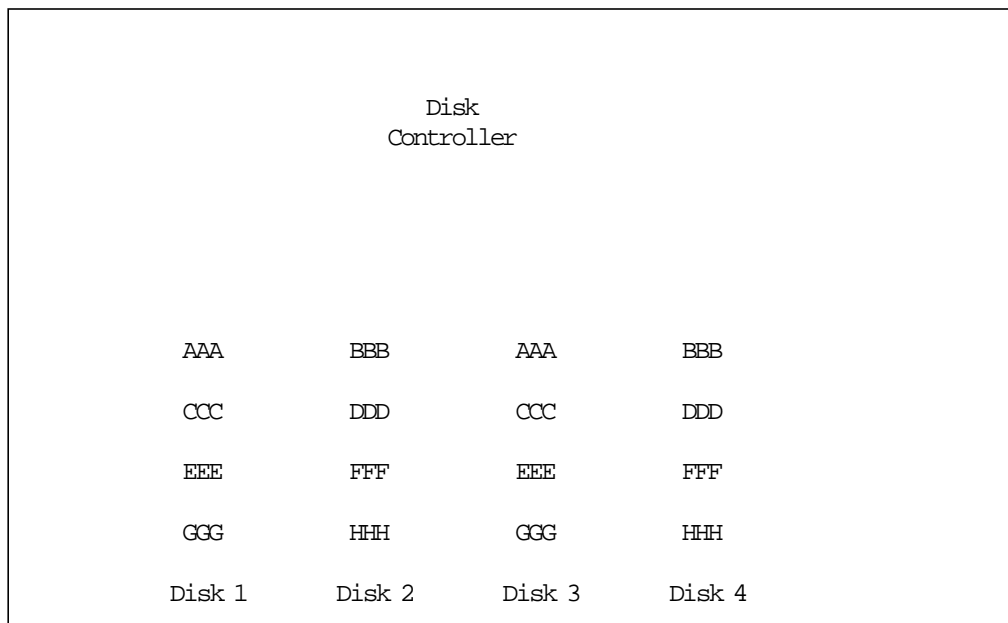 Disk
Controller
AAA BBB AAA BBB
CCC DDD CCC DDD
EEE FFF EEE FFF
GGG HHH GGG HHH
Disk 1 Disk 2 Disk 3 Disk 4